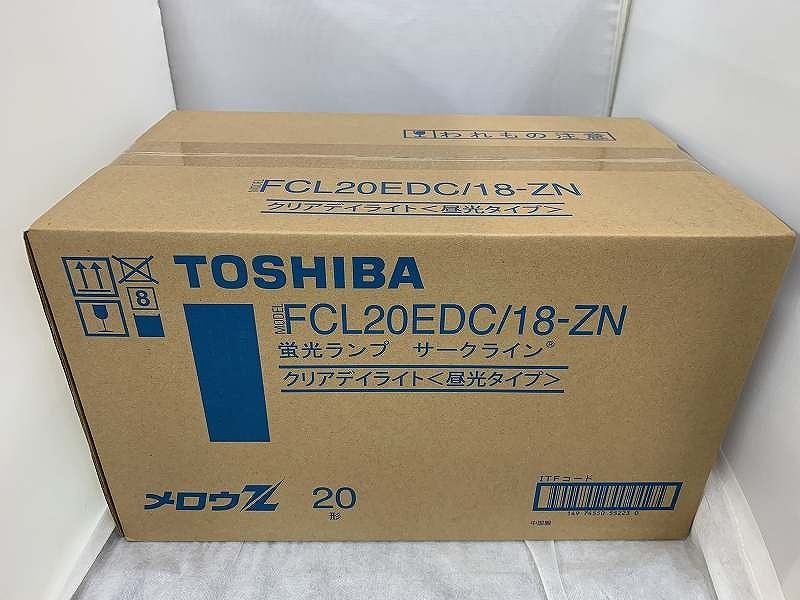 われもの注意
MODEL FCL20EDC/18-ZN
クリアデイライト<昼光タイプ>
TOSHIBA
8
MODEL FCL20EDC/18-ZN
蛍光ランプ サークライン®
クリアデイライト<昼光タイプ>
メロウZ
20
形
ITFコード
中国製